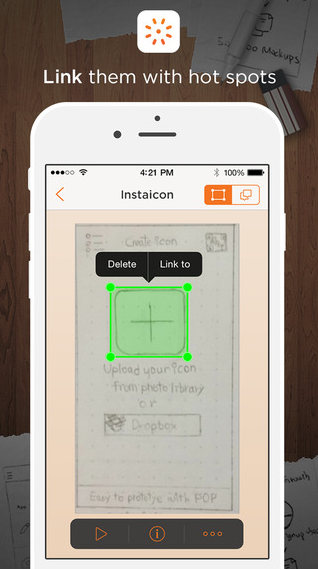 Mockups
Link them with hot spots
4:21 PM
100%
Instaicon
Create icon
Delete
Link to
Upload your icon
from photo library
or
Dropbox
Easy to prototype with POP